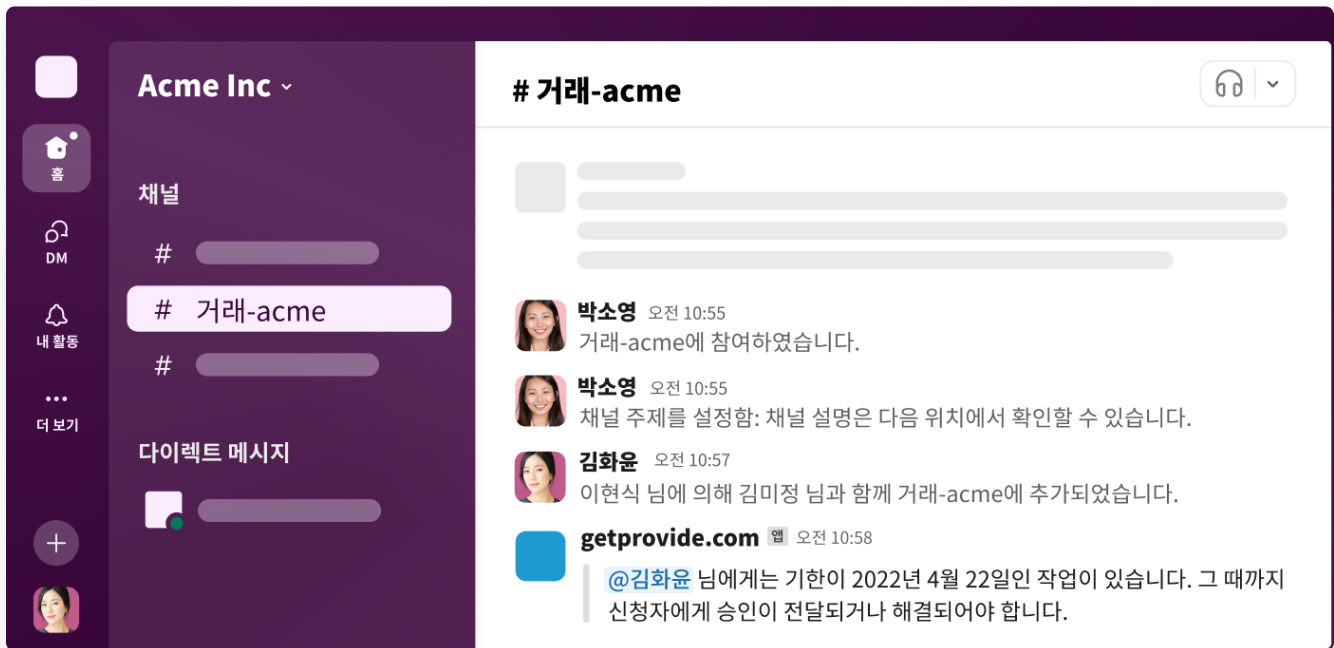 Acme Inc
홈
DM
내 활동
더 보기
채널
#
# 거래-acme
#
다이렉트 메시지
# 거래-acme
박소영 오전 10:55
거래-acme에 참여하였습니다.
박소영 오전 10:55
채널 주제를 설정함: 채널 설명은 다음 위치에서 확인할 수 있습니다.
김화윤 오전 10:57
이현식 님에 의해 김미정 님과 함께 거래-acme에 추가되었습니다.
getprovide.com 앱 오전 10:58
@김화윤 님에게는 기한이 2022년 4월 22일인 작업이 있습니다. 그 때까지
신청자에게 승인이 전달되거나 해결되어야 합니다.